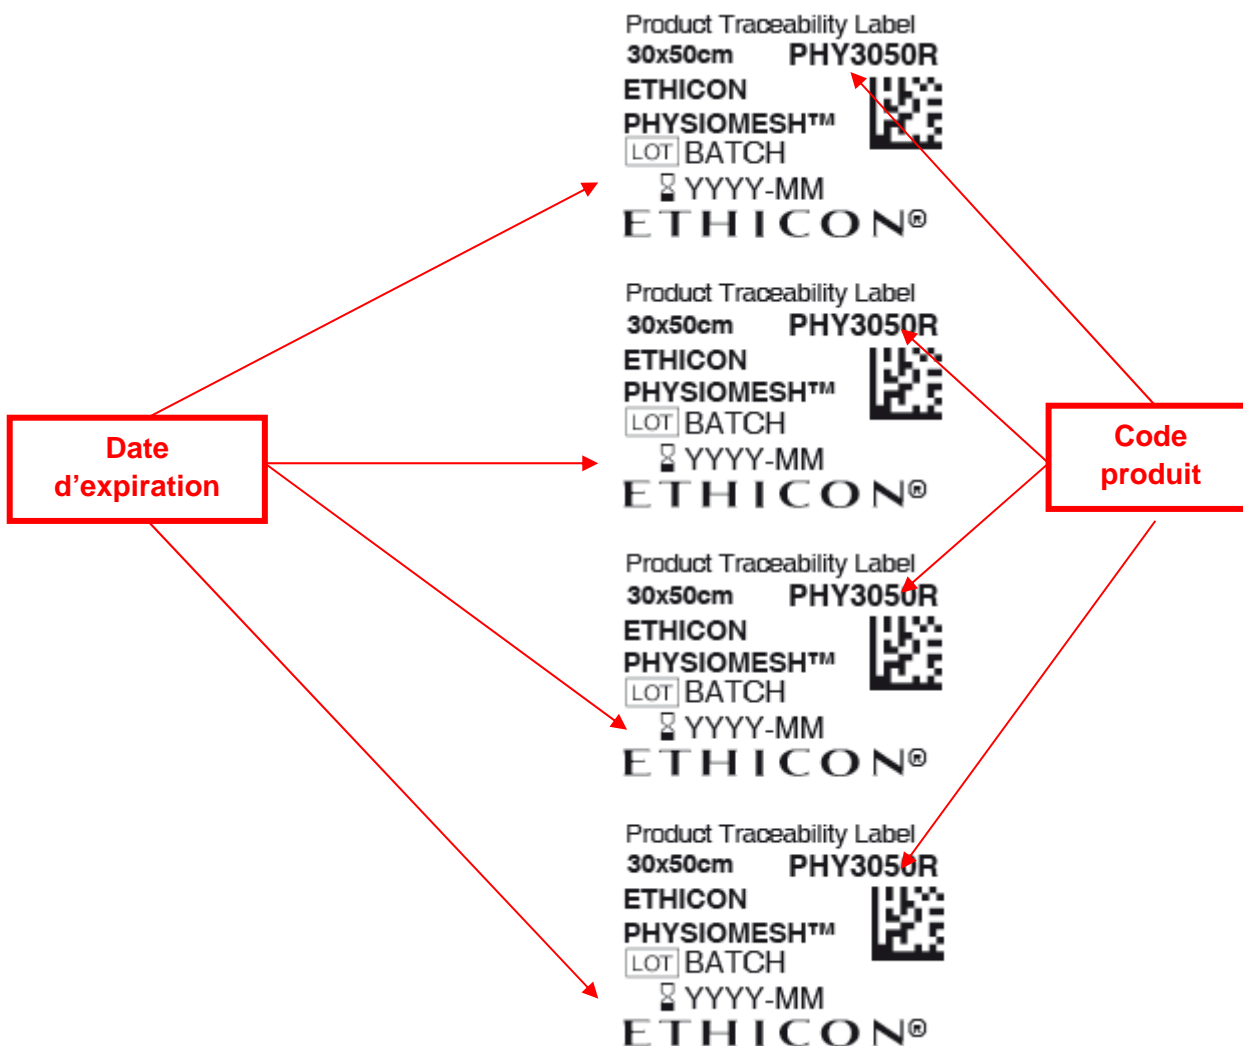 Product Traceability Label
30x50cm PHY3050R
ETHICON
PHYSIOMESH™
LOT BATCH
YYYY-MM
ETHICON®
Product Traceability Label
30x50cm PHY3050R
ETHICON
PHYSIOMESH™
LOT BATCH
YYYY-MM
ETHICON®
Date
d’expiration
Code
produit
Product Traceability Label
30x50cm PHY3050R
ETHICON
PHYSIOMESH™
LOT BATCH
YYYY-MM
ETHICON®
Product Traceability Label
30x50cm PHY3050R
ETHICON
PHYSIOMESH™
LOT BATCH
YYYY-MM
ETHICON®